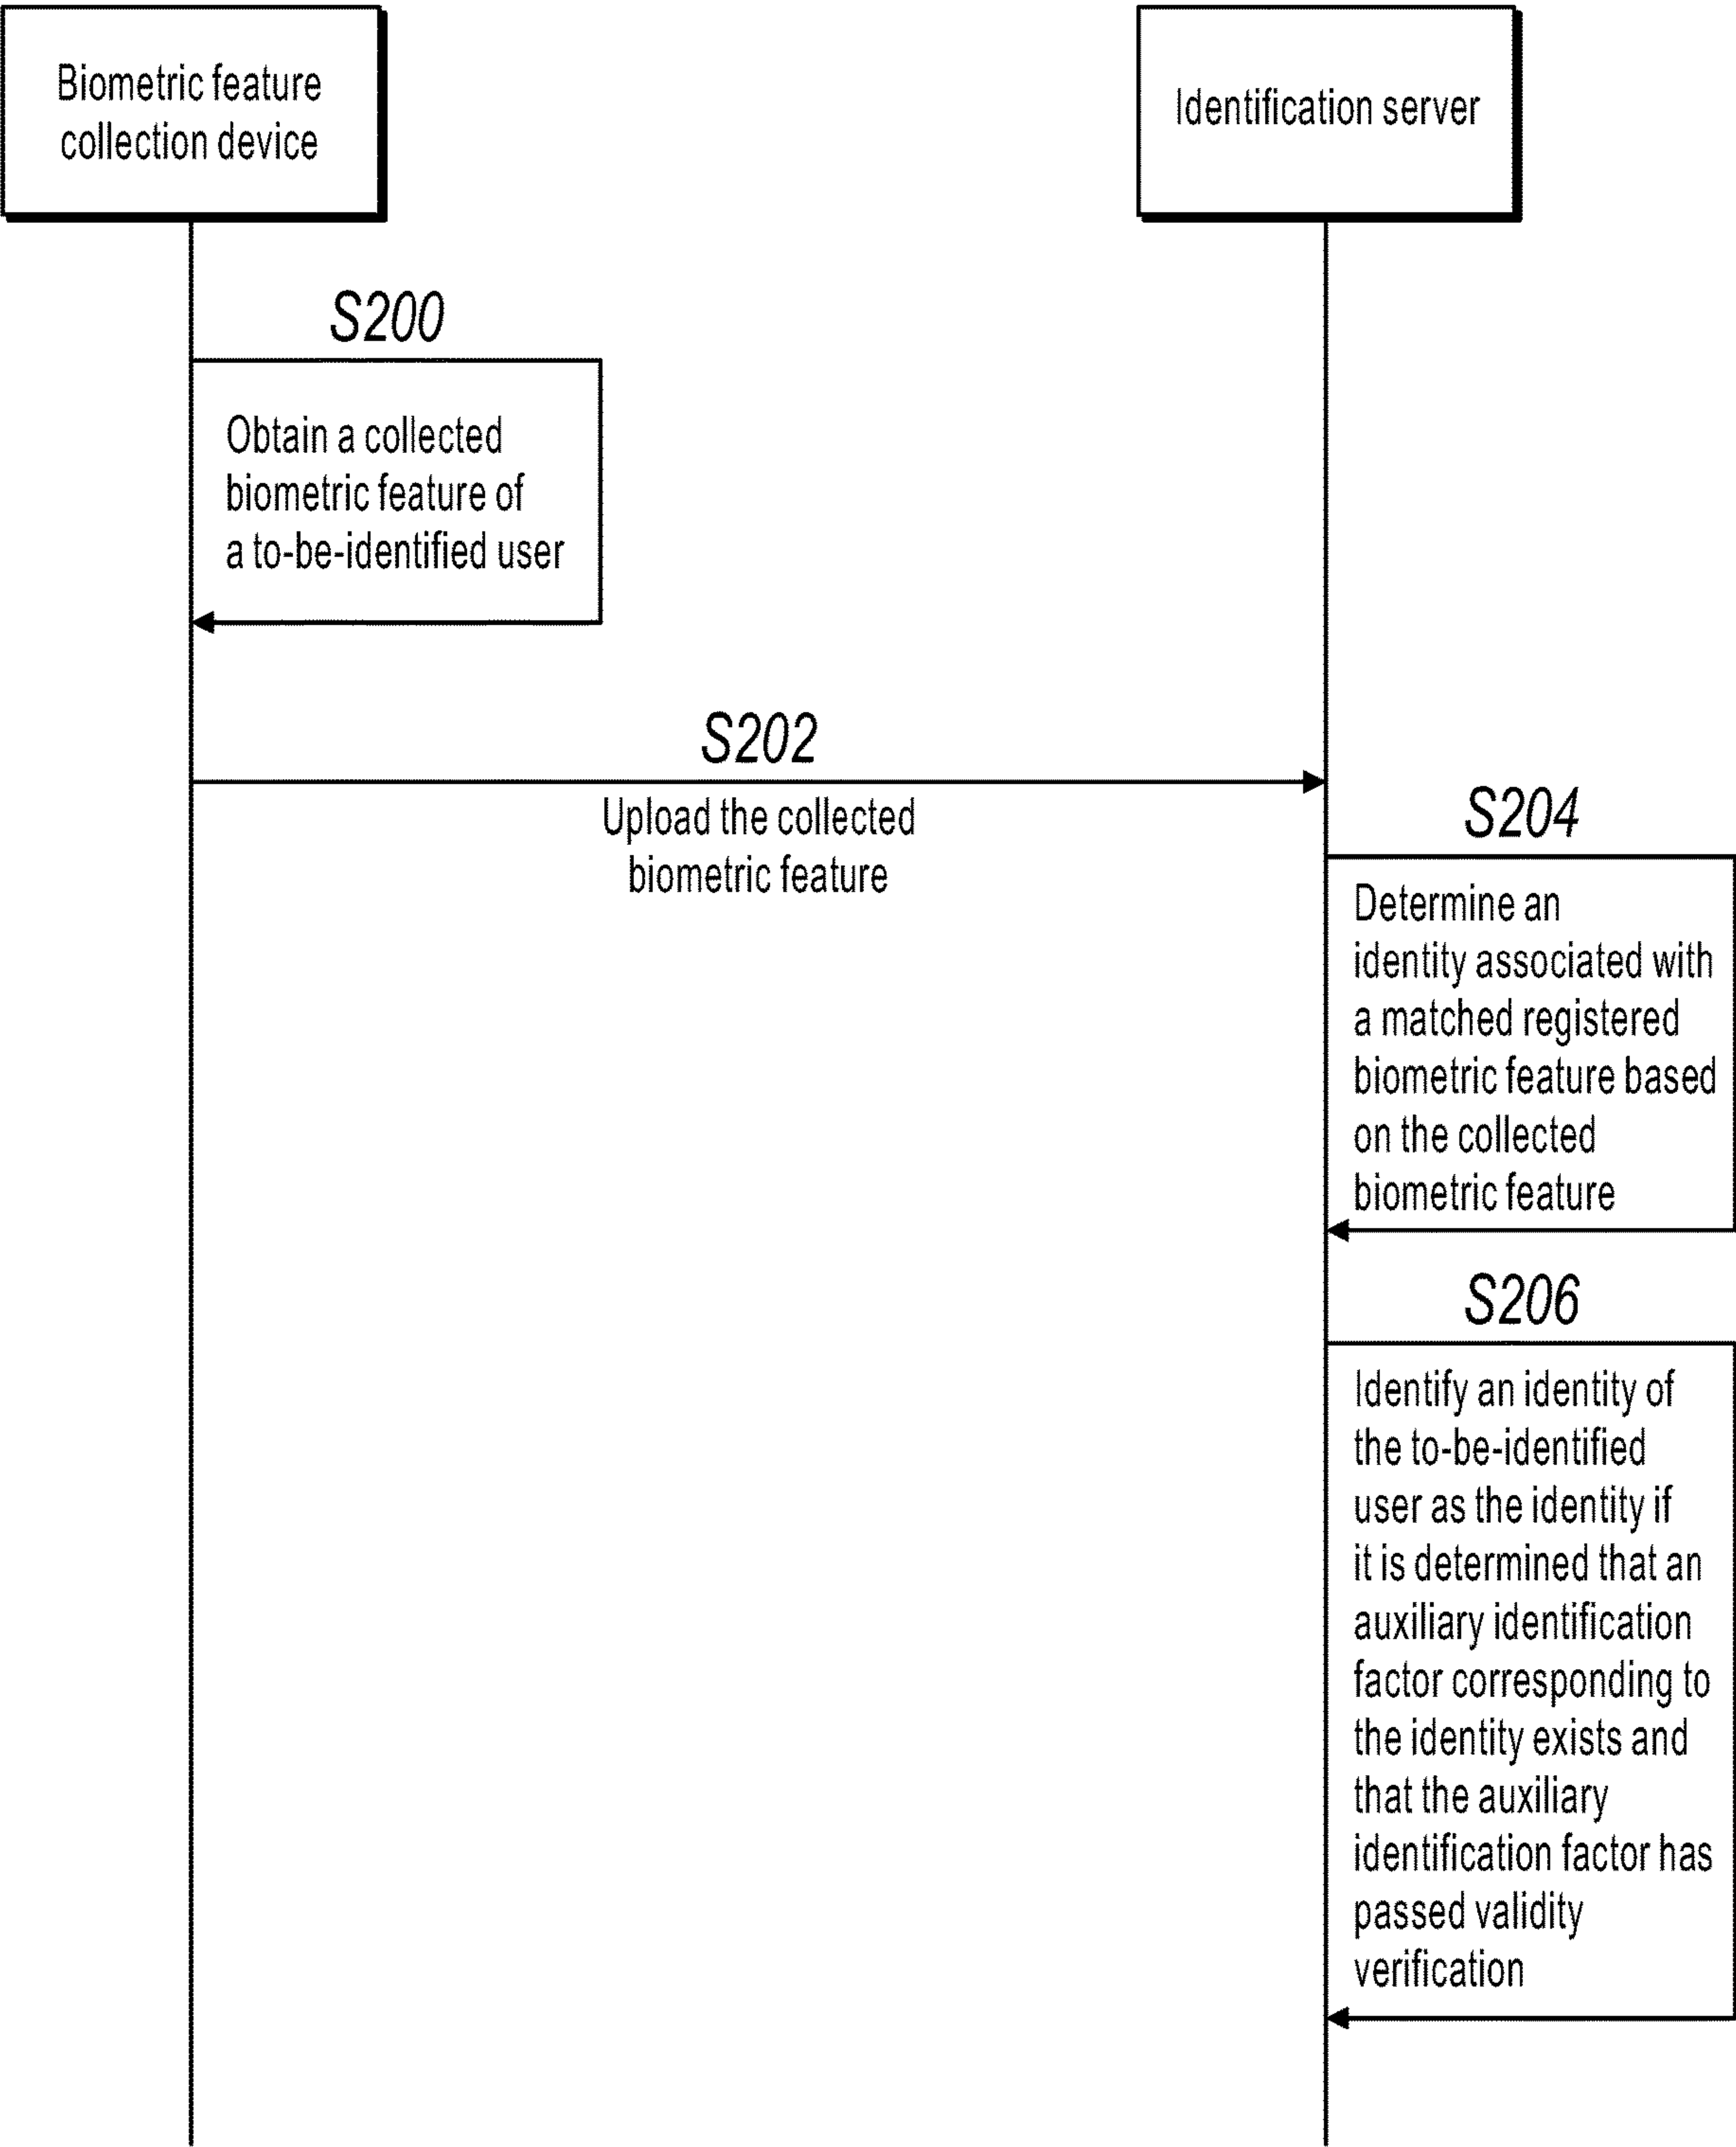 Biometric feature
collection device
Identification server
S200
Obtain a collected
biometric feature of
a to-be-identified user
S202
Upload the collected
biometric feature
S204
Determine an
identity associated with
a matched registered
biometric feature based
on the collected
biometric feature
S206
Identify an identity of
the to-be-identified
user as the identity if
it is determined that an
auxiliary identification
factor corresponding to
the identity exists and
that the auxiliary
identification factor has
passed validity
verification